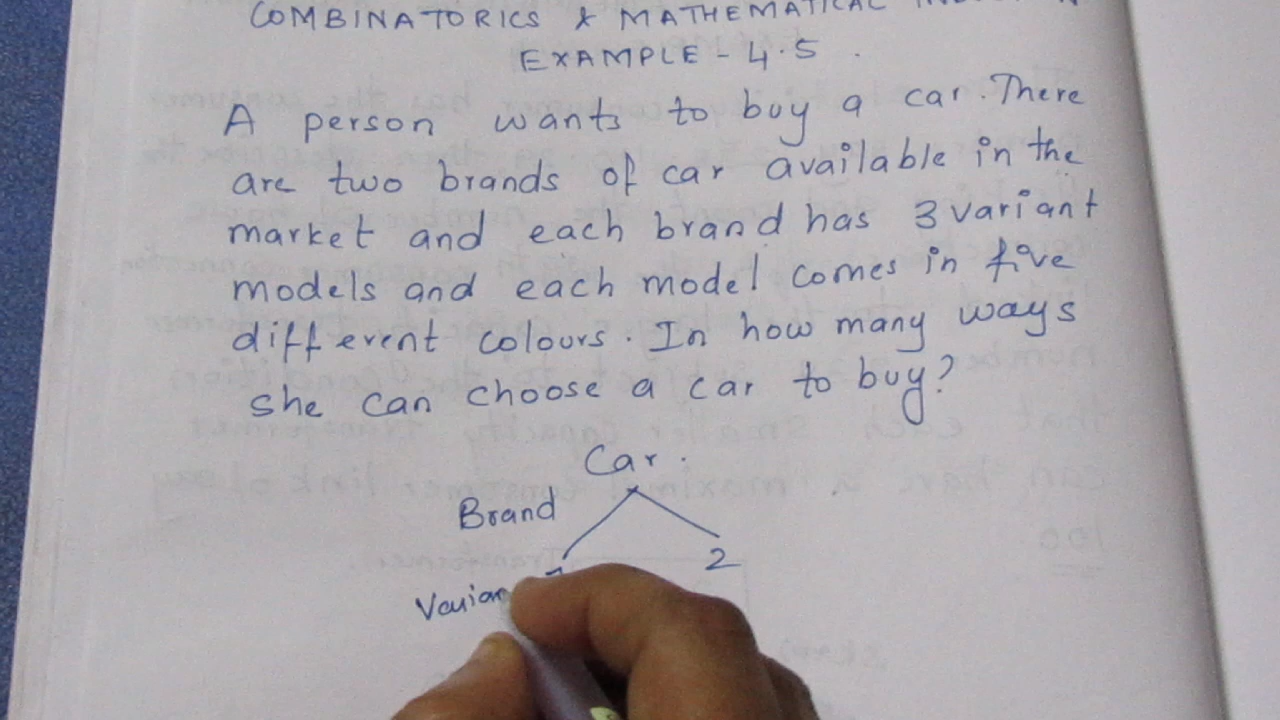 COMBINATORICS & MATHEMATICAL
EXAMPLE - 4.5.
A person wants to buy a car. There
are two brands of car available in the
market and each brand has 3 variant
models and each model comes in five
different colours. In how many ways
she can choose a car to buy?
Car.
Brand
2